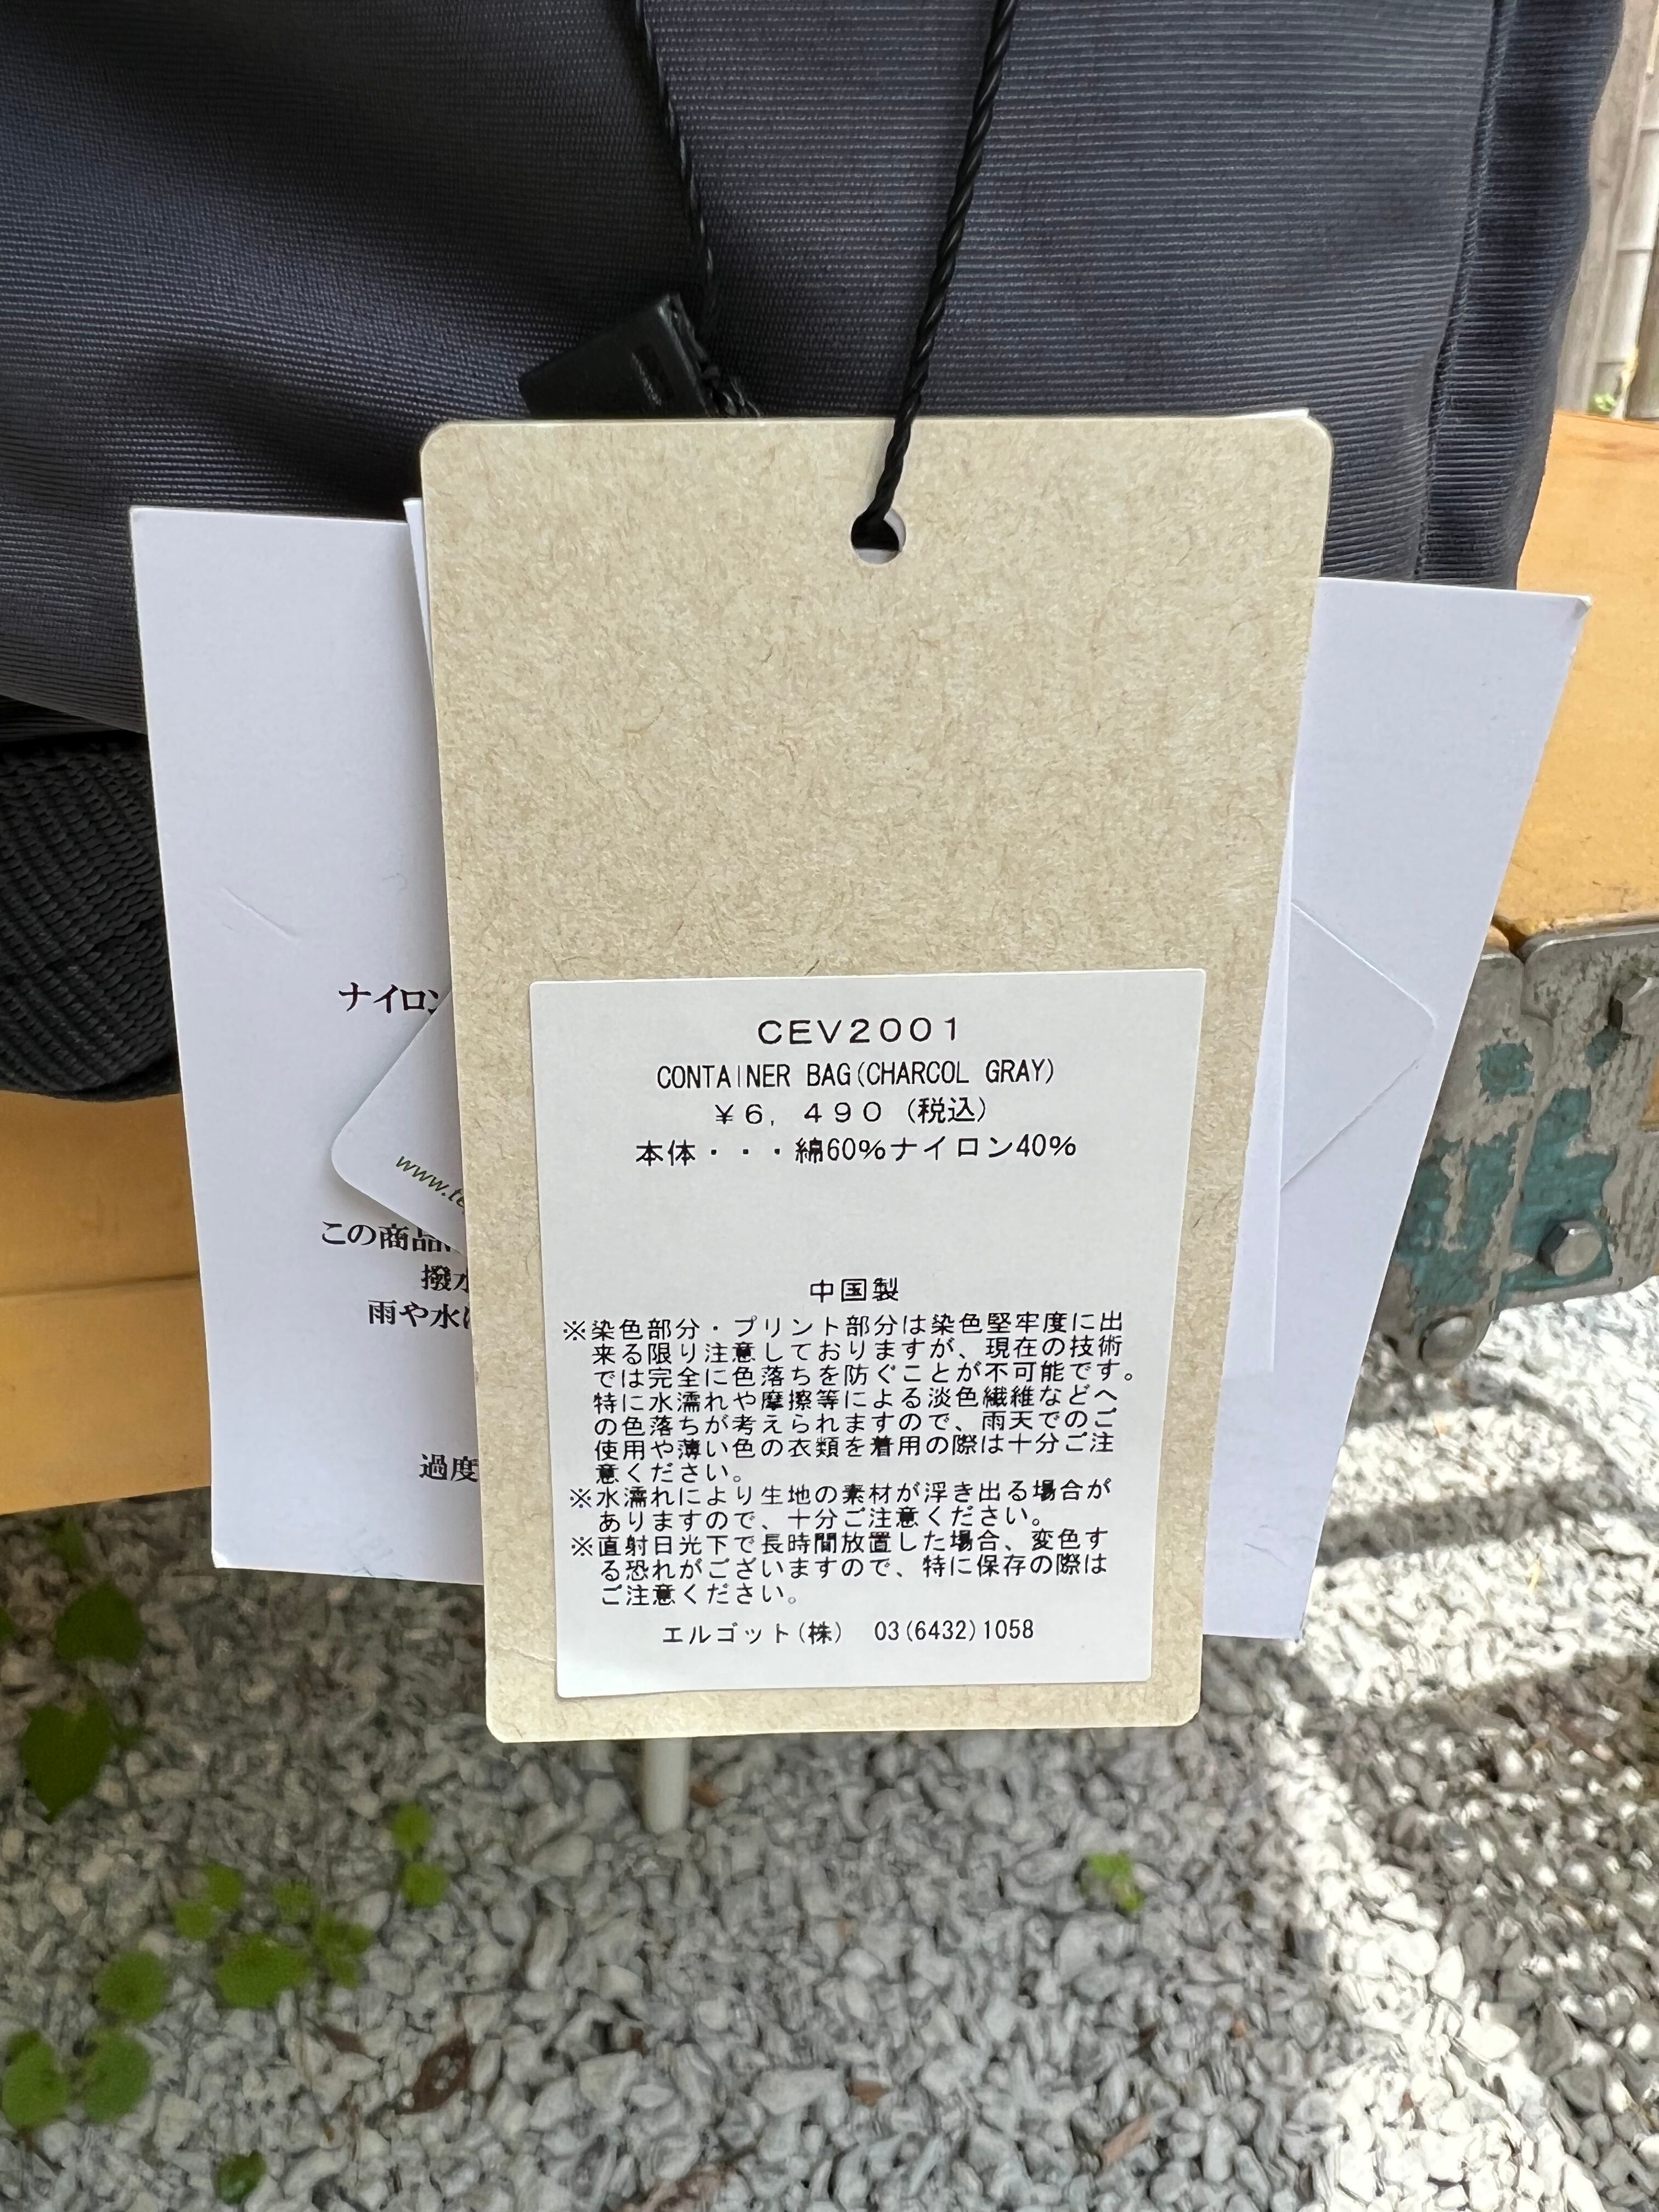 CEV2001
CONTAINER BAG(CHARCOL GRAY)
￥6,490(税込)
本体・・・綿60%ナイロン40%
中国製
※染色部分・プリント部分は染色堅牢度に出
来る限り注意しておりますが、現在の技術
では完全に色落ちを防ぐことが不可能です。
特に水濡れや摩擦等による淡色繊維などへ
の色落ちが考えられますので、雨天でのご
使用や薄い色の衣類を着用の際は十分ご注
意ください。
※水濡れにより生地の素材が浮き出る場合が
ありますので、十分ご注意ください。
※直射日光下で長時間放置した場合、変色す
る恐れがございますので、特に保存の際は
ご注意ください。
エルゴット(株) 03(6432)1058
ナイロン
www.te
この商品
撥水
雨や水に
過度